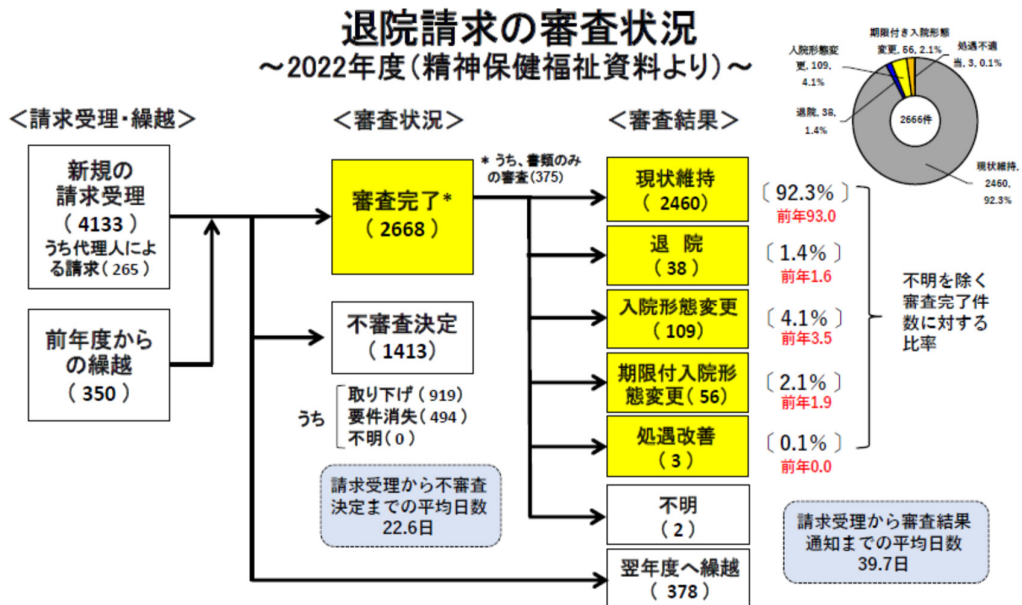 退院請求の審査状況
～2022年度（精神保健福祉資料より）～
＜請求受理・繰越＞
新規の
請求受理
（ 4133）
うち代理人によ
る請求（ 265）
前年度から
の繰越
（ 350）
＜審査状況＞
審査完了*
（ 2668）
* うち、書類のみ
の審査（375）
不審査決定
（ 1413）
うち
取り下げ（ 919）
要件消失（ 494）
不明（ 0 ）
請求受理から不審査
決定までの平均日数
22.6日
＜審査結果＞
現状維持
（ 2460）
〔 92.3% 〕
前年93.0
退　院
（ 38）
〔 1.4% 〕
前年1.6
入院形態変更
（ 109）
〔 4.1% 〕
前年3.5
期限付入院形
態変更（ 56）
〔 2.1% 〕
前年1.9
処遇改善
（ 3 ）
〔 0.1% 〕
前年0.0
不明
（ 2 ）
翌年度へ繰越
（ 378）
不明を除く
審査完了件
数に対する
比率
請求受理から審査結果
通知までの平均日数
39.7日
期限付き入院形態
変更, 56, 2.1%
処遇不適
当, 3, 0.1%
入院形態変
更, 109,
4.1%
退院, 38,
1.4%
2666件
現状維持,
2460,
92.3%